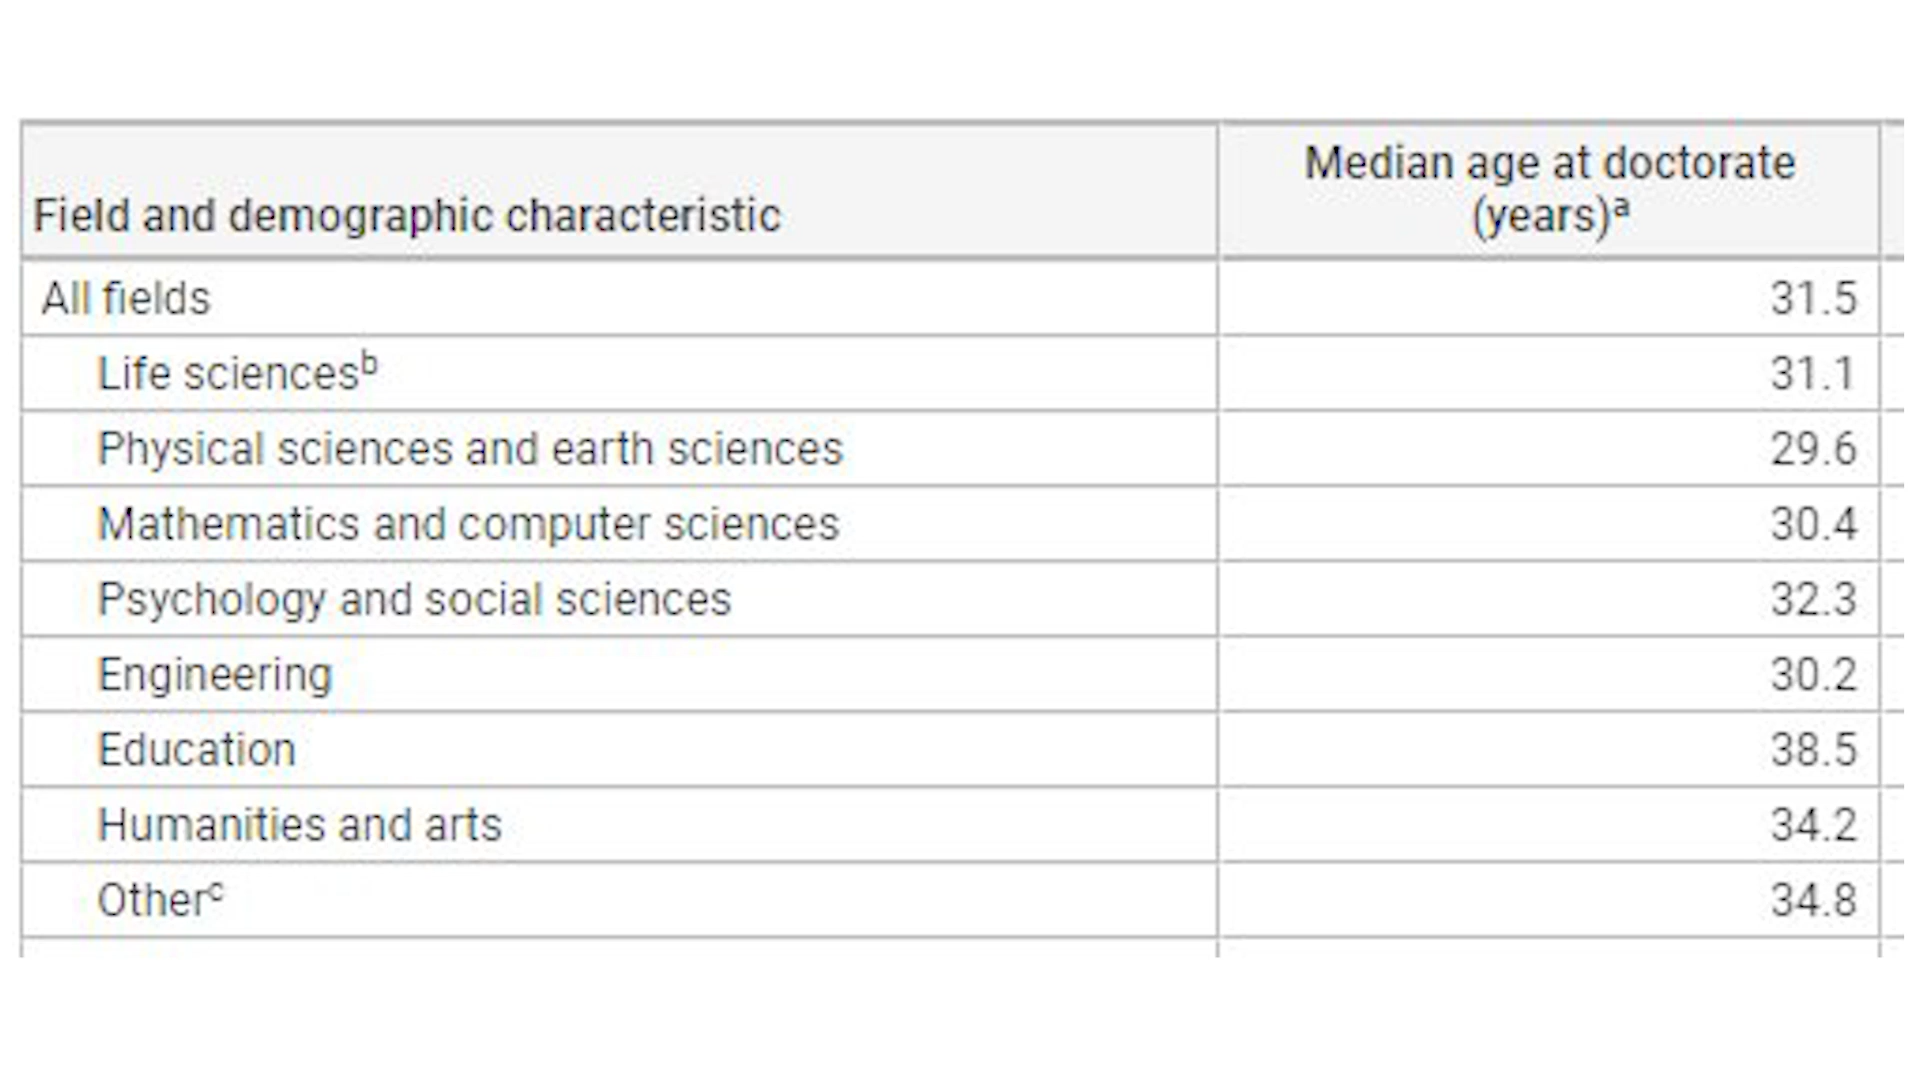 Field and demographic characteristic
Median age at doctorate
(years)ᵃ
All fields 31.5
Life sciencesᵇ 31.1
Physical sciences and earth sciences 29.6
Mathematics and computer sciences 30.4
Psychology and social sciences 32.3
Engineering 30.2
Education 38.5
Humanities and arts 34.2
Otherᶜ 34.8